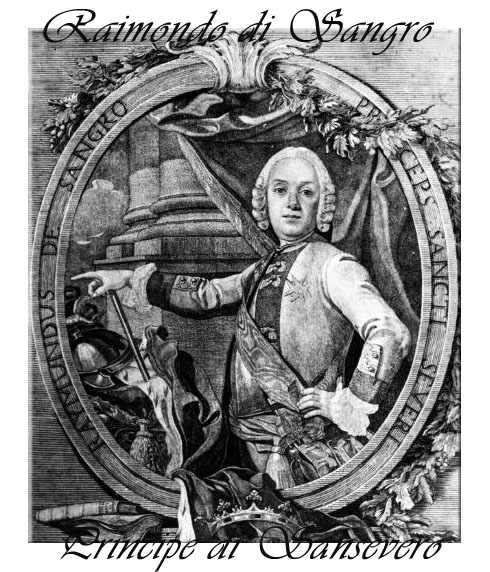 Raimondo di Sangro
RAYMUNDUS DE SANGRO
PRINCEPS SANCTI SEVERI
Principe di Sansevero